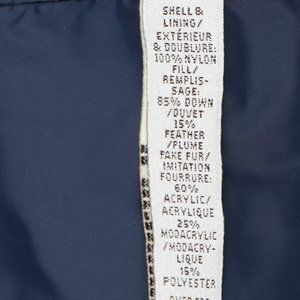 SHELL &
LINING/
EXTÉRIEUR
& DOUBLURE:
100% NYLON
FILL/
REMPLIS-
SAGE:
85% DOWN
/DUVET
15%
FEATHER
/PLUME
FAKE FUR/
IMITATION
FOURRURE:
60%
ACRYLIC/
ACRYLIQUE
25%
MODACRYLIC
/MODACRY-
LIQUE
15%
POLYESTER